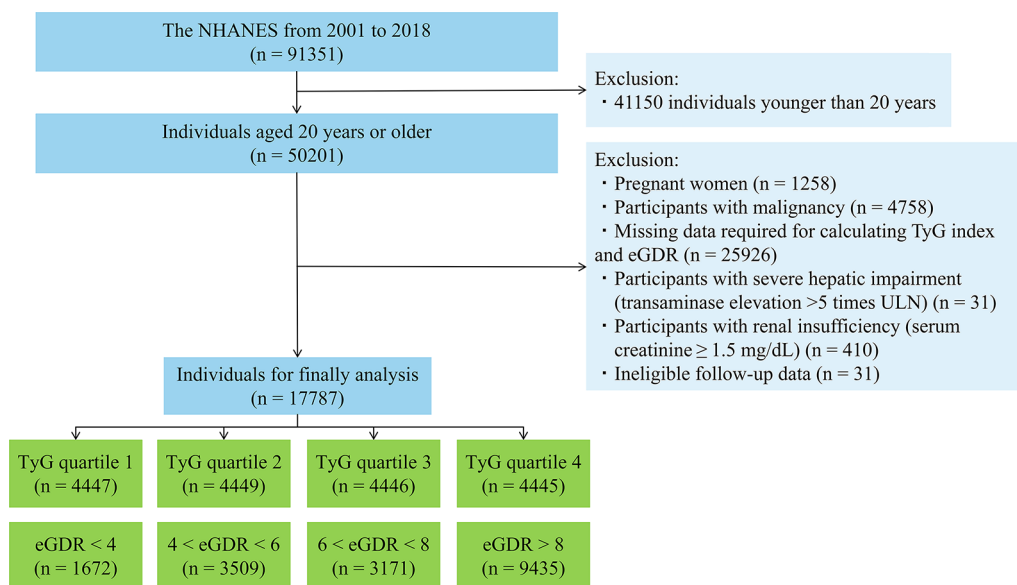 The NHANES from 2001 to 2018
(n = 91351)
Exclusion:
· 41150 individuals younger than 20 years
Individuals aged 20 years or older
(n = 50201)
Exclusion:
· Pregnant women (n = 1258)
· Participants with malignancy (n = 4758)
· Missing data required for calculating TyG index
and eGDR (n = 25926)
· Participants with severe hepatic impairment
(transaminase elevation >5 times ULN) (n = 31)
· Participants with renal insufficiency (serum
creatinine ≥ 1.5 mg/dL) (n = 410)
· Ineligible follow-up data (n = 31)
Individuals for finally analysis
(n = 17787)
TyG quartile 1
(n = 4447)
TyG quartile 2
(n = 4449)
TyG quartile 3
(n = 4446)
TyG quartile 4
(n = 4445)
eGDR < 4
(n = 1672)
4 < eGDR < 6
(n = 3509)
6 < eGDR < 8
(n = 3171)
eGDR > 8
(n = 9435)